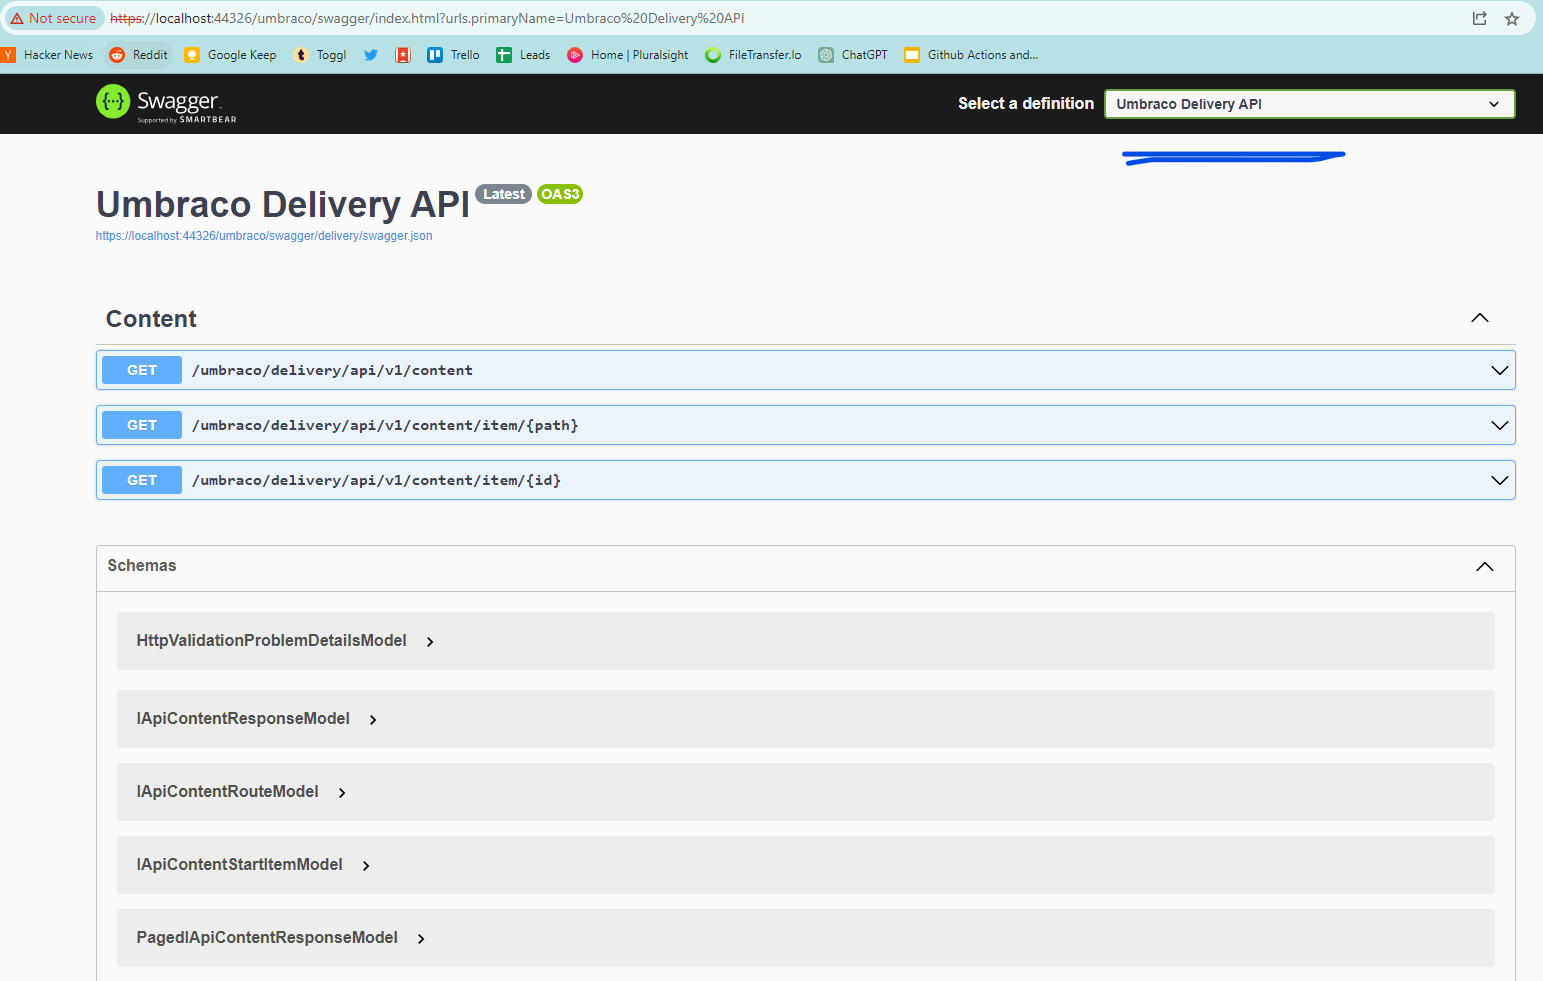 Not secure https://localhost:44326/umbraco/swagger/index.html?urls.primaryName=Umbraco%20Delivery%20API
Y Hacker News Reddit Google Keep t Toggl Trello Leads Home | Pluralsight FileTransfer.Io ChatGPT Github Actions and...
{··} Swagger. Select a definition Umbraco Delivery API
Supported by SMARTBEAR
Umbraco Delivery API Latest OAS3
https://localhost:44326/umbraco/swagger/delivery/swagger.json
Content
GET /umbraco/delivery/api/v1/content
GET /umbraco/delivery/api/v1/content/item/{path}
GET /umbraco/delivery/api/v1/content/item/{id}
Schemas
HttpValidationProblemDetailsModel
IApiContentResponseModel
IApiContentRouteModel
IApiContentStartItemModel
PagedIApiContentResponseModel